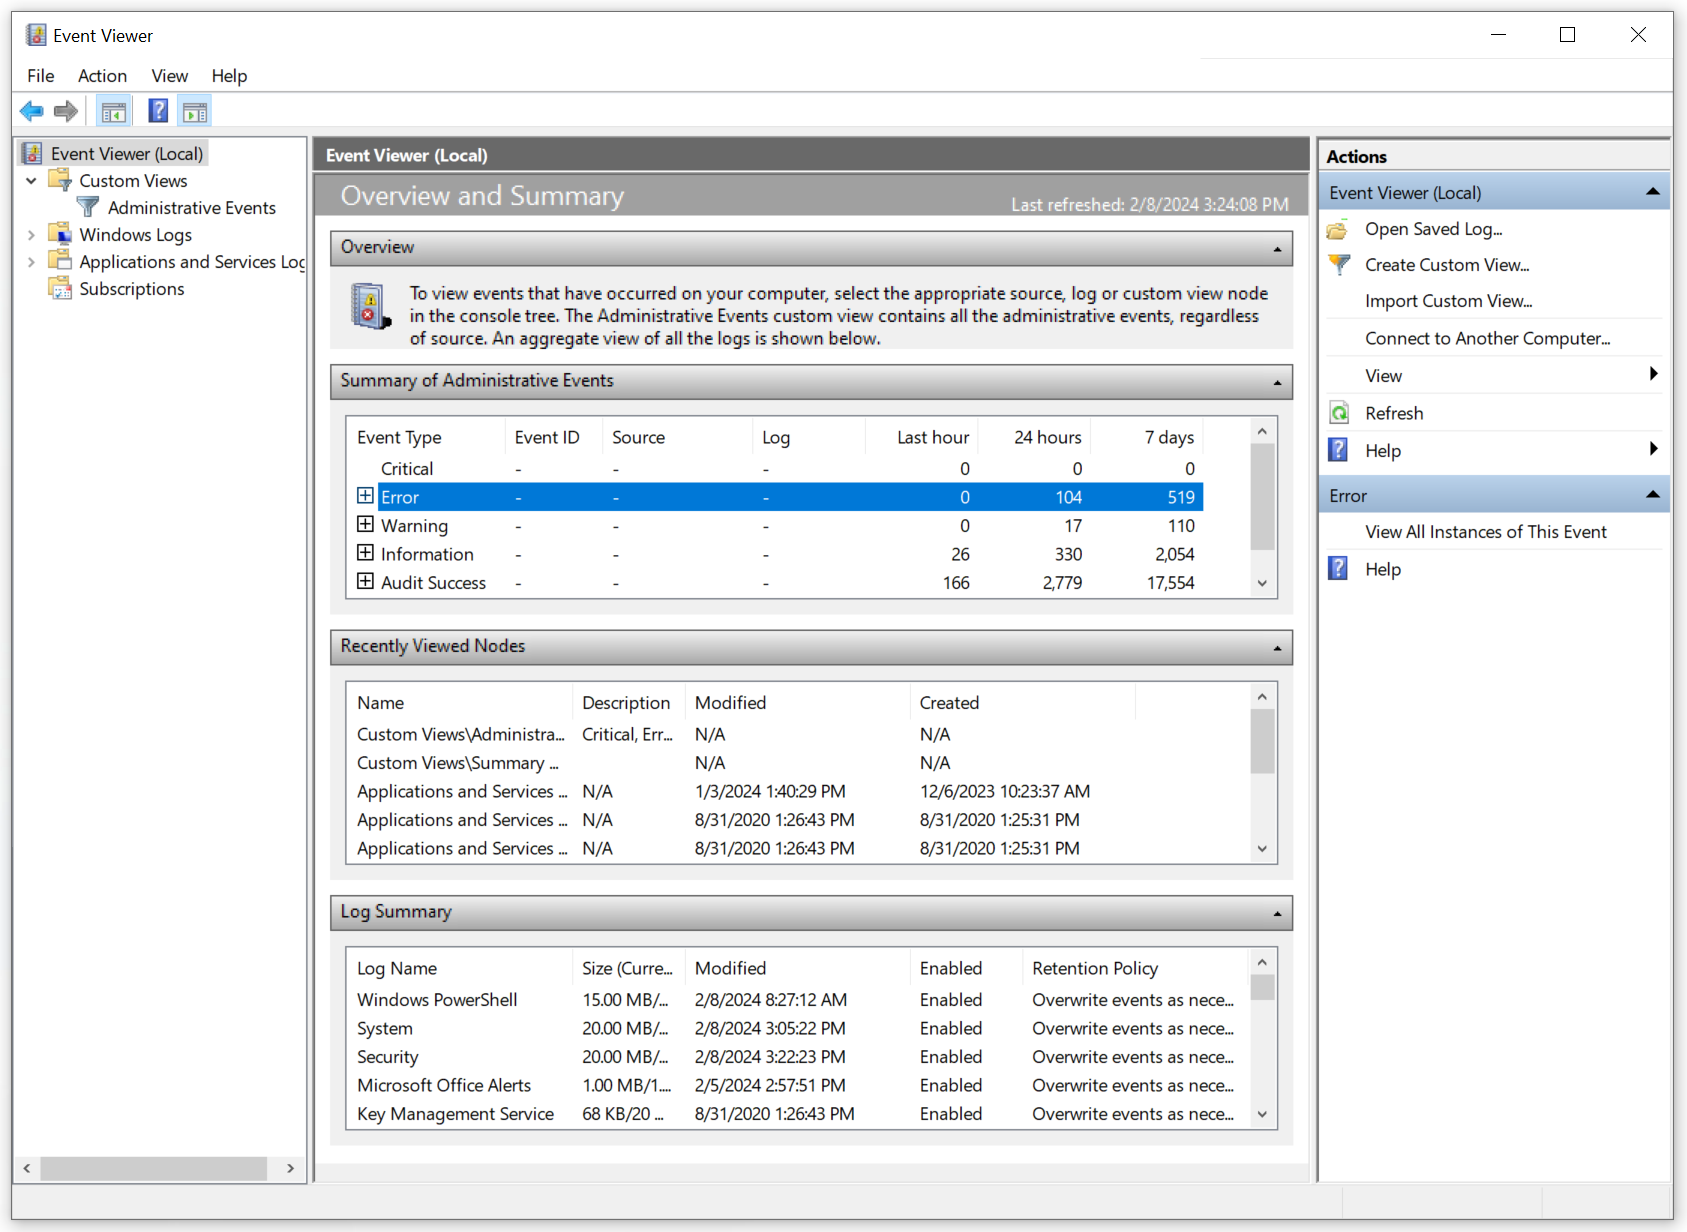 Event Viewer
File Action View Help
Event Viewer (Local)
Custom Views
Administrative Events
Windows Logs
Applications and Services Log
Subscriptions
Event Viewer (Local)
Overview and Summary
Last refreshed: 2/8/2024 3:24:08 PM
Overview
To view events that have occurred on your computer, select the appropriate source, log or custom view node
in the console tree. The Administrative Events custom view contains all the administrative events, regardless
of source. An aggregate view of all the logs is shown below.
Summary of Administrative Events
Event Type Event ID Source Log Last hour 24 hours 7 days
Critical - - - 0 0 0
Error - - - 0 104 519
Warning - - - 0 17 110
Information - - - 26 330 2,054
Audit Success - - - 166 2,779 17,554
Recently Viewed Nodes
Name Description Modified Created
Custom Views\Administra... Critical, Err... N/A N/A
Custom Views\Summary ... N/A N/A
Applications and Services ... N/A 1/3/2024 1:40:29 PM 12/6/2023 10:23:37 AM
Applications and Services ... N/A 8/31/2020 1:26:43 PM 8/31/2020 1:25:31 PM
Applications and Services ... N/A 8/31/2020 1:26:43 PM 8/31/2020 1:25:31 PM
Log Summary
Log Name Size (Curre... Modified Enabled Retention Policy
Windows PowerShell 15.00 MB/... 2/8/2024 8:27:12 AM Enabled Overwrite events as nece...
System 20.00 MB/... 2/8/2024 3:05:22 PM Enabled Overwrite events as nece...
Security 20.00 MB/... 2/8/2024 3:22:23 PM Enabled Overwrite events as nece...
Microsoft Office Alerts 1.00 MB/1.... 2/5/2024 2:57:51 PM Enabled Overwrite events as nece...
Key Management Service 68 KB/20 ... 8/31/2020 1:26:43 PM Enabled Overwrite events as nece...
Actions
Event Viewer (Local)
Open Saved Log...
Create Custom View...
Import Custom View...
Connect to Another Computer...
View
Refresh
Help
Error
View All Instances of This Event
Help